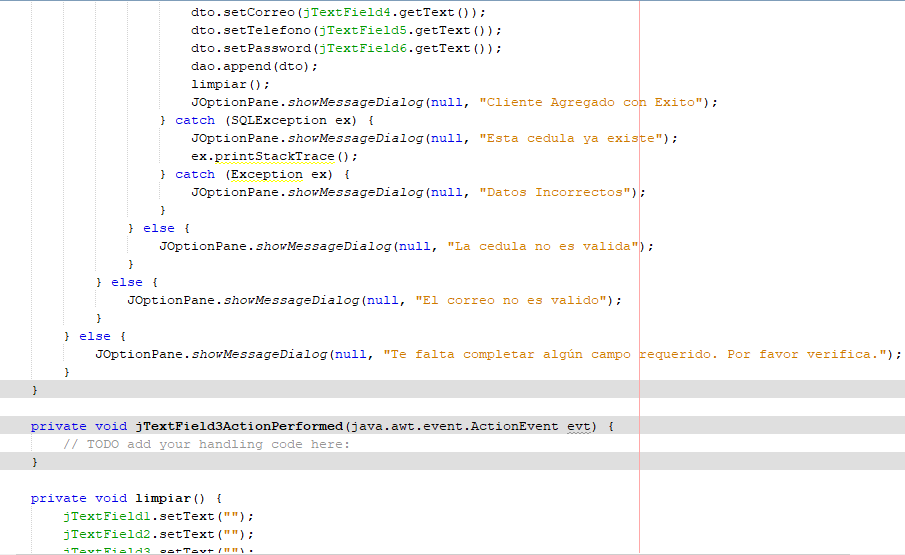 dto.setCorreo(jTextField4.getText());
dto.setTelefono(jTextField5.getText());
dto.setPassword(jTextField6.getText());
dao.append(dto);
limpiar();
JOptionPane.showMessageDialog(null, "Cliente Agregado con Exito");
} catch (SQLException ex) {
JOptionPane.showMessageDialog(null, "Esta cedula ya existe");
ex.printStackTrace();
} catch (Exception ex) {
JOptionPane.showMessageDialog(null, "Datos Incorrectos");
}
} else {
JOptionPane.showMessageDialog(null, "La cedula no es valida");
}
} else {
JOptionPane.showMessageDialog(null, "El correo no es valido");
}
} else {
JOptionPane.showMessageDialog(null, "Te falta completar algún campo requerido. Por favor verifica.");
}
}
private void jTextField3ActionPerformed(java.awt.event.ActionEvent evt) {
// TODO add your handling code here:
}
private void limpiar() {
jTextField1.setText("");
jTextField2.setText("");
jTextField3.setText("");